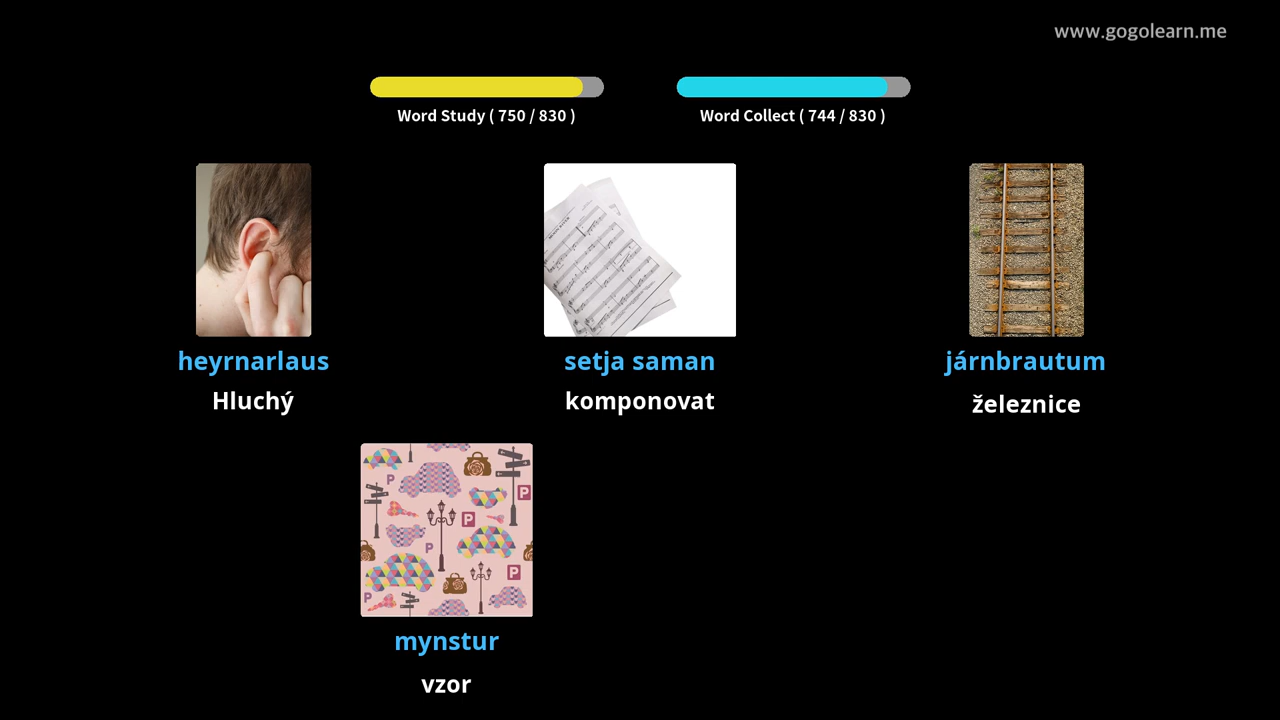 www.gogolearn.me
Word Study ( 750 / 830 )
Word Collect ( 744 / 830 )
heyrnarlaus
Hluchý
setja saman
komponovat
járnbrautum
železnice
P
P
P
P
P
P
mynstur
vzor